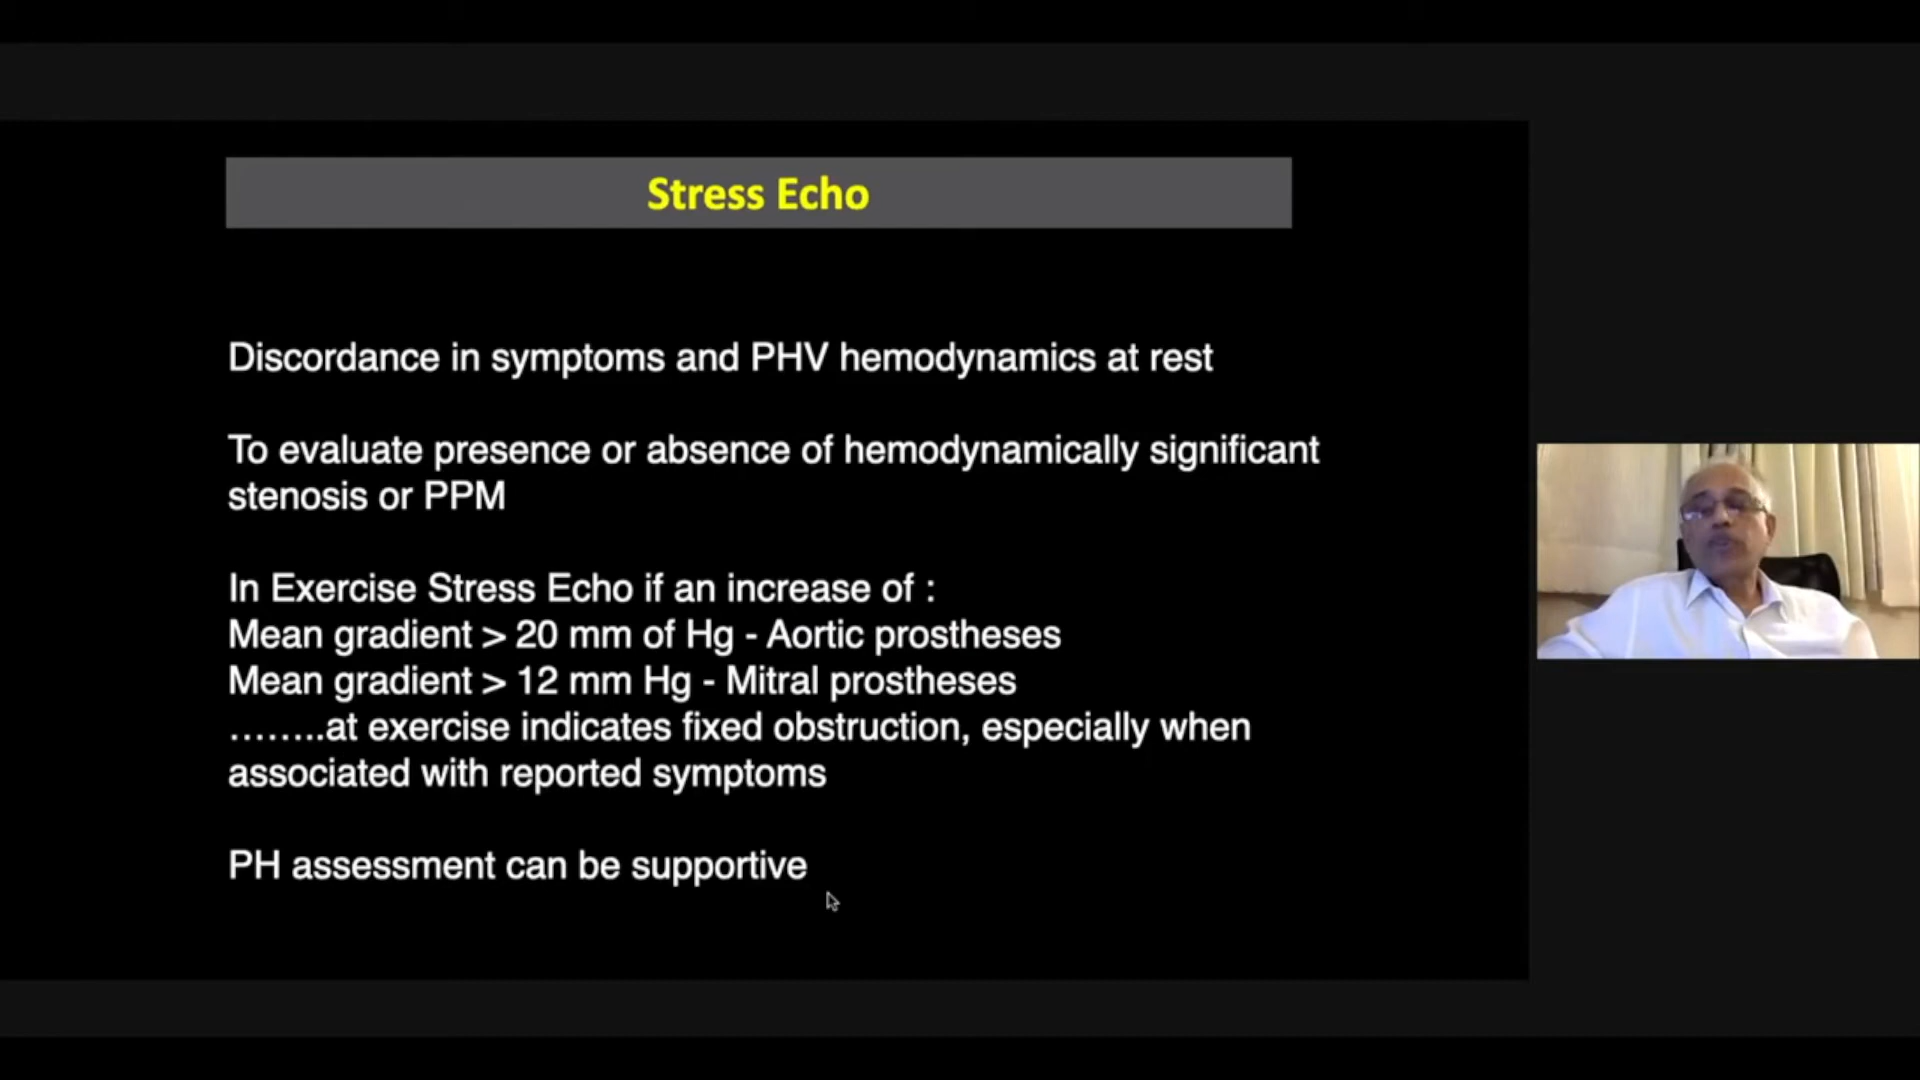 Stress Echo
Discordance in symptoms and PHV hemodynamics at rest
To evaluate presence or absence of hemodynamically significant
stenosis or PPM
In Exercise Stress Echo if an increase of :
Mean gradient > 20 mm of Hg - Aortic prostheses
Mean gradient > 12 mm Hg - Mitral prostheses
……..at exercise indicates fixed obstruction, especially when
associated with reported symptoms
PH assessment can be supportive